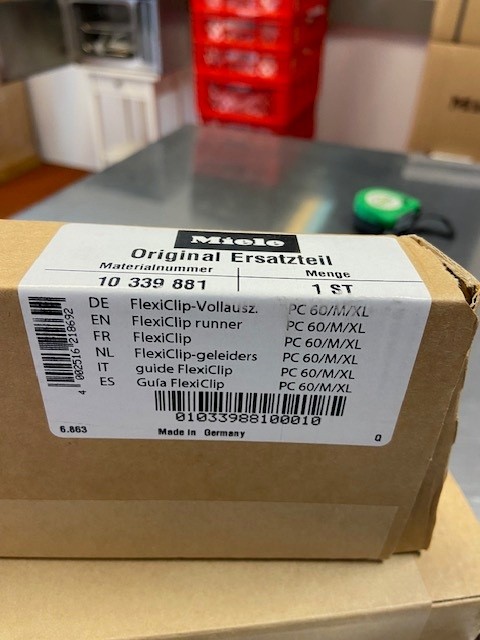 Miele
Original Ersatzteil
Materialnummer Menge
10 339 881 1 ST
DE FlexiClip-Vollausz. PC 60/M/XL
EN FlexiClip runner PC 60/M/XL
FR FlexiClip PC 60/M/XL
NL FlexiClip-geleiders PC 60/M/XL
IT guide FlexiClip PC 60/M/XL
ES Guía FlexiClip PC 60/M/XL
4 002516 219692
01033988100010
6.863 Made in Germany Q